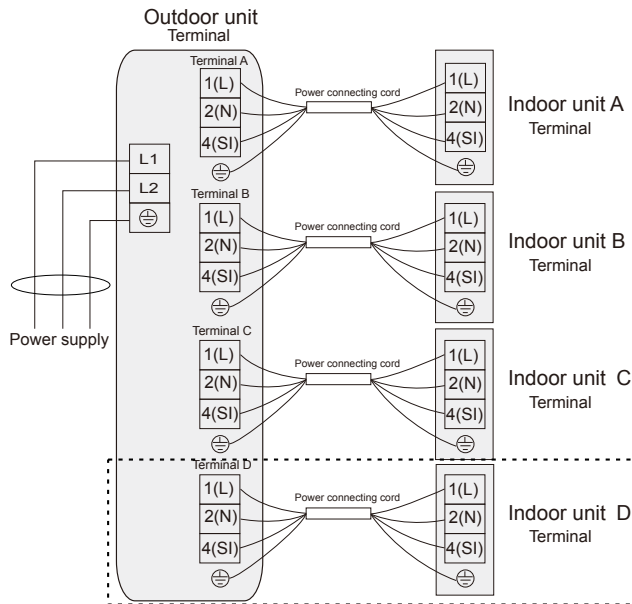 Outdoor unit
Terminal
Terminal A
1(L)
2(N)
4(SI)
Power connecting cord
1(L)
2(N)
4(SI)
Indoor unit A
Terminal
L1
L2
Terminal B
1(L)
2(N)
4(SI)
Power connecting cord
1(L)
2(N)
4(SI)
Indoor unit B
Terminal
Power supply
Terminal C
1(L)
2(N)
4(SI)
Power connecting cord
1(L)
2(N)
4(SI)
Indoor unit C
Terminal
Terminal D
1(L)
2(N)
4(SI)
Power connecting cord
1(L)
2(N)
4(SI)
Indoor unit D
Terminal